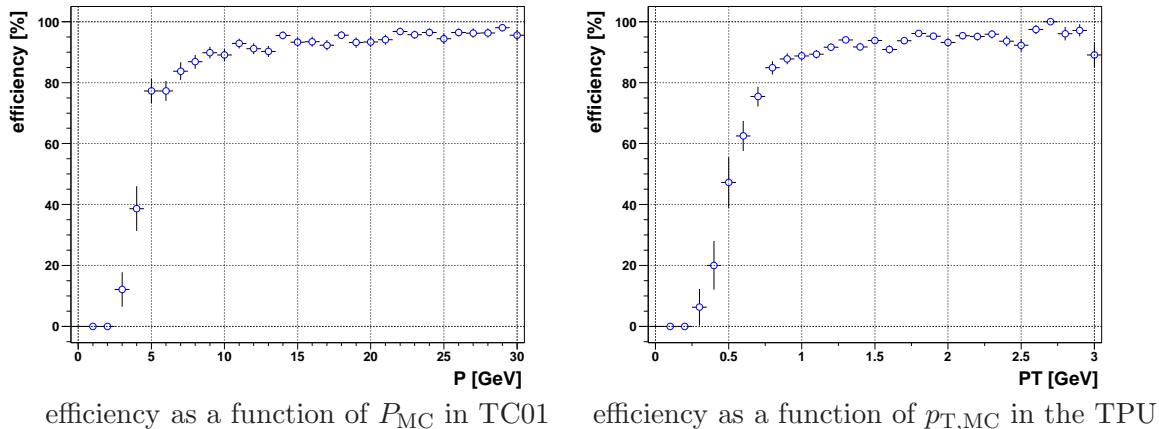 efficiency [%]
100
80
60
40
20
0
0 5 10 15 20 25 30
P [GeV]
efficiency as a function of P_MC in TC01
efficiency [%]
100
80
60
40
20
0
0 0.5 1 1.5 2 2.5 3
PT [GeV]
efficiency as a function of p_T,MC in the TPU